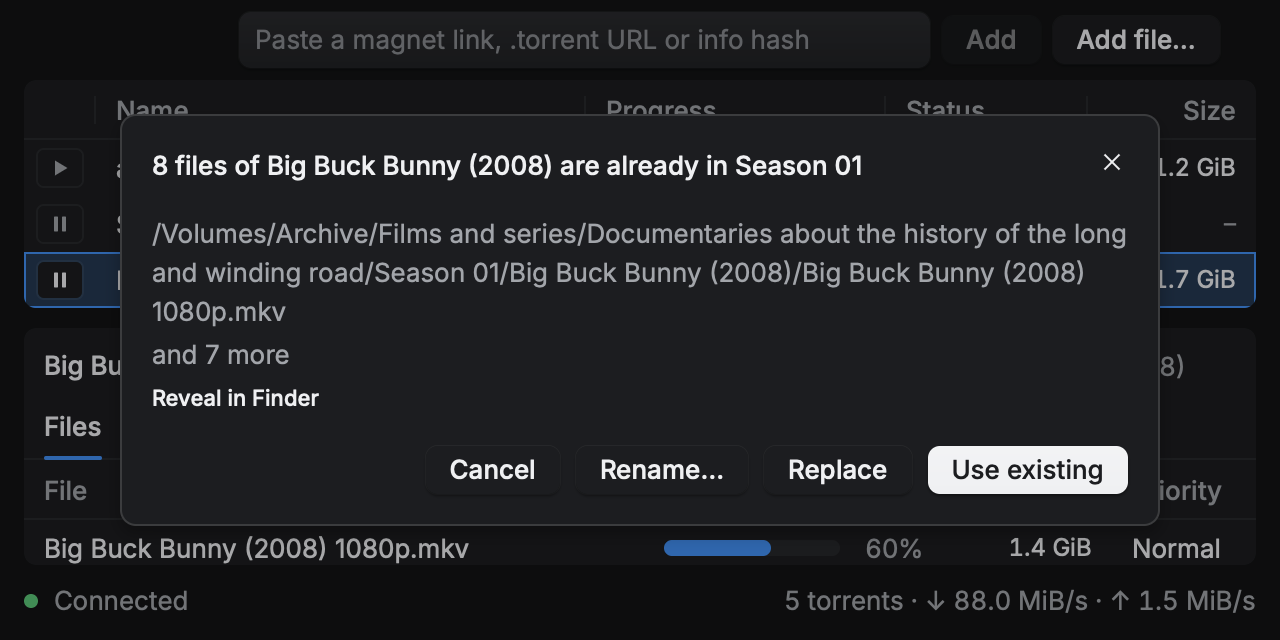 Paste a magnet link, .torrent URL or info hash
Add
Add file...
Name
Progress
Status
Size
8 files of Big Buck Bunny (2008) are already in Season 01
1.2 GiB
–
/Volumes/Archive/Films and series/Documentaries about the history of the long
and winding road/Season 01/Big Buck Bunny (2008)/Big Buck Bunny (2008)
1080p.mkv
1.7 GiB
and 7 more
Big Bu
8)
Reveal in Finder
Files
Cancel
Rename...
Replace
Use existing
File
iority
Big Buck Bunny (2008) 1080p.mkv
60%
1.4 GiB
Normal
Connected
5 torrents · ↓ 88.0 MiB/s · ↑ 1.5 MiB/s